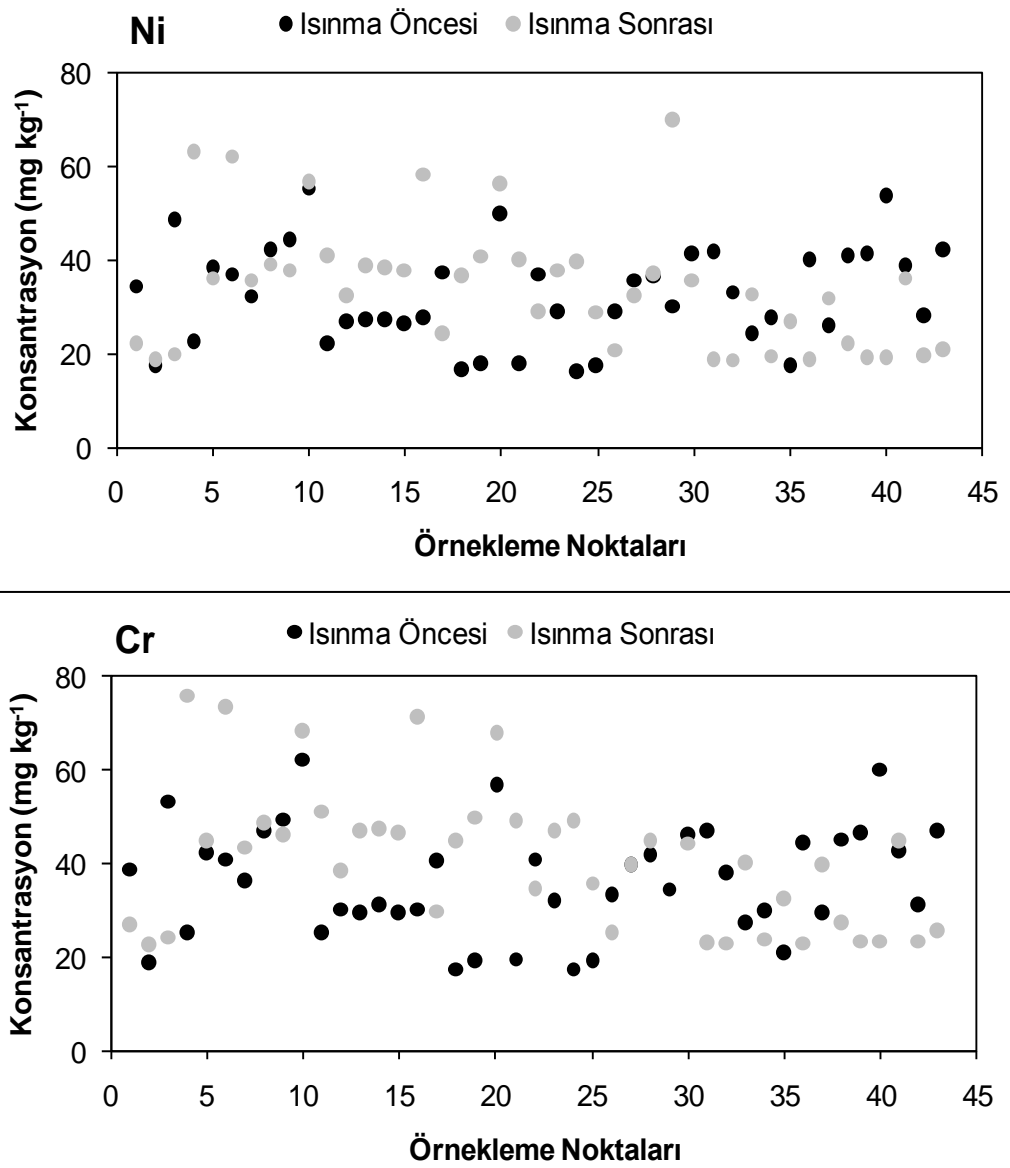 Ni
Isınma Öncesi Isınma Sonrası
80
60
40
20
0
Konsantrasyon (mg kg-1)
0 5 10 15 20 25 30 35 40 45
Örnekleme Noktaları
Cr
Isınma Öncesi Isınma Sonrası
80
60
40
20
0
Konsantrasyon (mg kg-1)
0 5 10 15 20 25 30 35 40 45
Örnekleme Noktaları